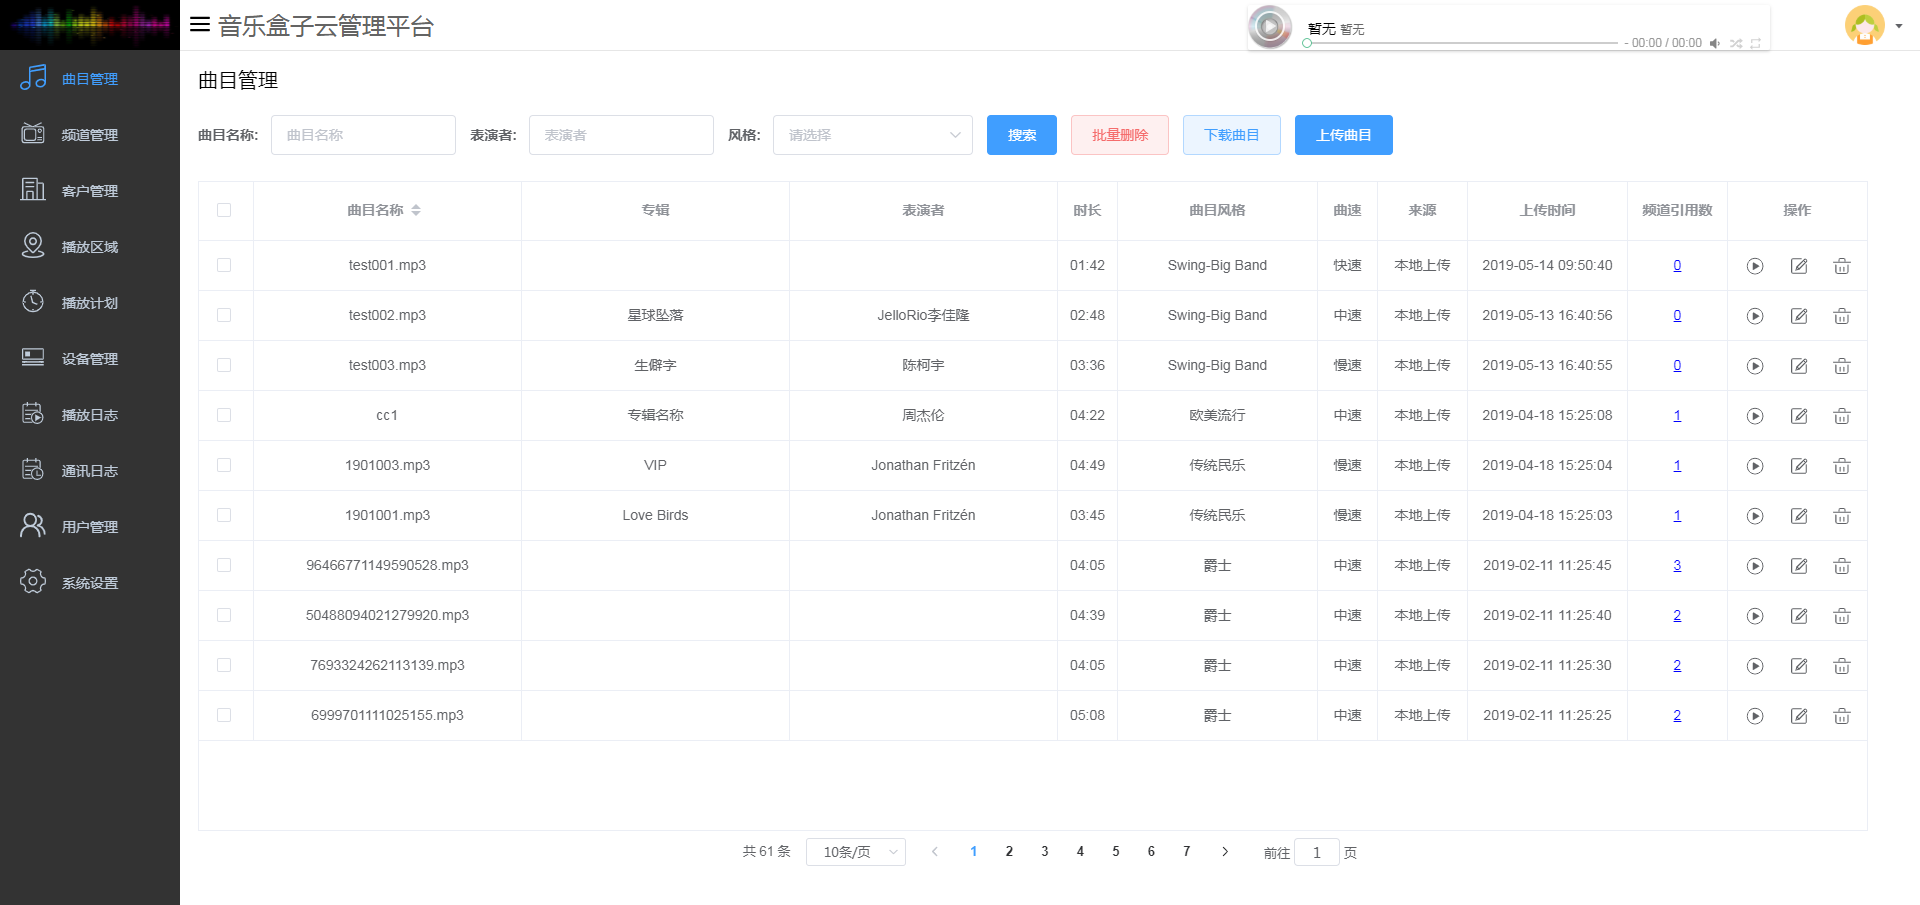 音乐盒子云管理平台
暂无 暂无
- 00:00 / 00:00
曲目管理
频道管理
客户管理
播放区域
播放计划
设备管理
播放日志
通讯日志
用户管理
系统设置
曲目管理
曲目名称: 曲目名称 表演者: 表演者 风格: 请选择 搜索 批量删除 下载曲目 上传曲目
曲目名称 专辑 表演者 时长 曲目风格 曲速 来源 上传时间 频道引用数 操作
test001.mp3 01:42 Swing-Big Band 快速 本地上传 2019-05-14 09:50:40 0
test002.mp3 星球坠落 JelloRio李佳隆 02:48 Swing-Big Band 中速 本地上传 2019-05-13 16:40:56 0
test003.mp3 生僻字 陈柯宇 03:36 Swing-Big Band 慢速 本地上传 2019-05-13 16:40:55 0
cc1 专辑名称 周杰伦 04:22 欧美流行 中速 本地上传 2019-04-18 15:25:08 1
1901003.mp3 VIP Jonathan Fritzén 04:49 传统民乐 慢速 本地上传 2019-04-18 15:25:04 1
1901001.mp3 Love Birds Jonathan Fritzén 03:45 传统民乐 慢速 本地上传 2019-04-18 15:25:03 1
96466771149590528.mp3 04:05 爵士 中速 本地上传 2019-02-11 11:25:45 3
50488094021279920.mp3 04:39 爵士 中速 本地上传 2019-02-11 11:25:40 2
7693324262113139.mp3 04:05 爵士 中速 本地上传 2019-02-11 11:25:30 2
6999701111025155.mp3 05:08 爵士 中速 本地上传 2019-02-11 11:25:25 2
共 61 条 10条/页 1 2 3 4 5 6 7 前往 1 页